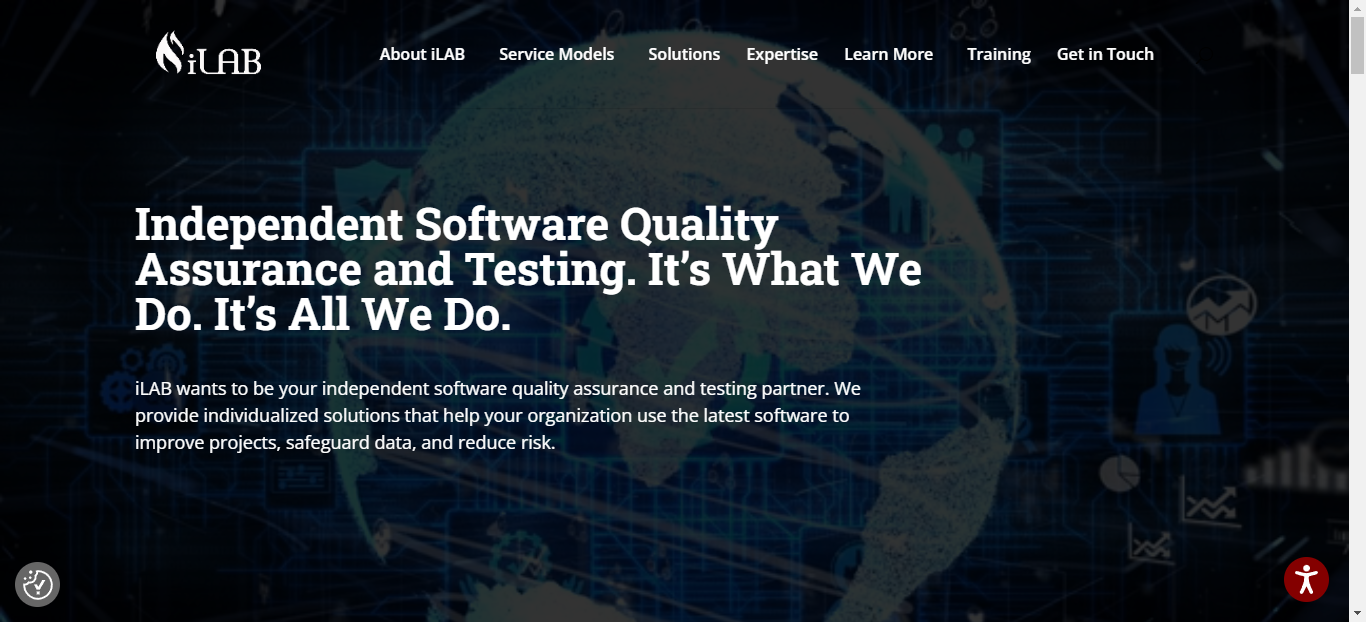 iLAB
About iLAB Service Models Solutions Expertise Learn More Training Get in Touch
Independent Software Quality
Assurance and Testing. It’s What We
Do. It’s All We Do.
iLAB wants to be your independent software quality assurance and testing partner. We
provide individualized solutions that help your organization use the latest software to
improve projects, safeguard data, and reduce risk.